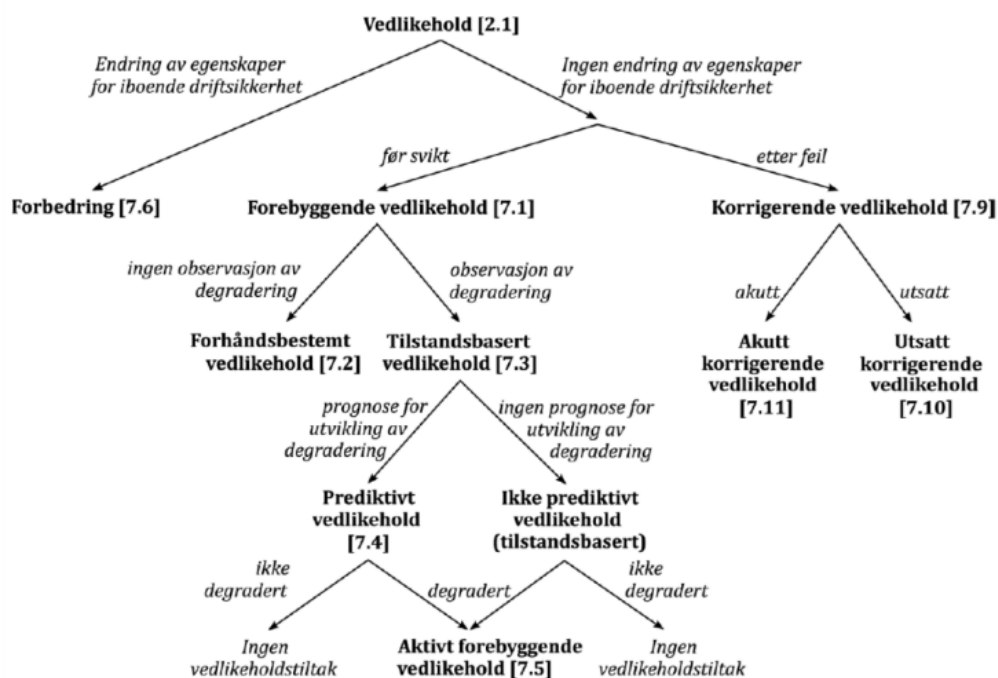 Vedlikehold [2.1]
Endring av egenskaper
for iboende driftsikkerhet
Ingen endring av egenskaper
for iboende driftsikkerhet
før svikt
etter feil
Forbedring [7.6]
Forebyggende vedlikehold [7.1]
Korrigerende vedlikehold [7.9]
ingen observasjon av
degradering
observasjon av
degradering
akutt
utsatt
Forhåndsbestemt
vedlikehold [7.2]
Tilstandsbasert
vedlikehold [7.3]
Akutt
korrigerende
vedlikehold
[7.11]
Utsatt
korrigerende
vedlikehold
[7.10]
prognose for
utvikling av
degradering
ingen prognose for
utvikling av
degradering
Prediktivt
vedlikehold
[7.4]
Ikke prediktivt
vedlikehold
(tilstandsbasert)
ikke
degradert
degradert
ikke
degradert
Ingen
vedlikeholdstiltak
Aktivt forebyggende
vedlikehold [7.5]
Ingen
vedlikeholdstiltak